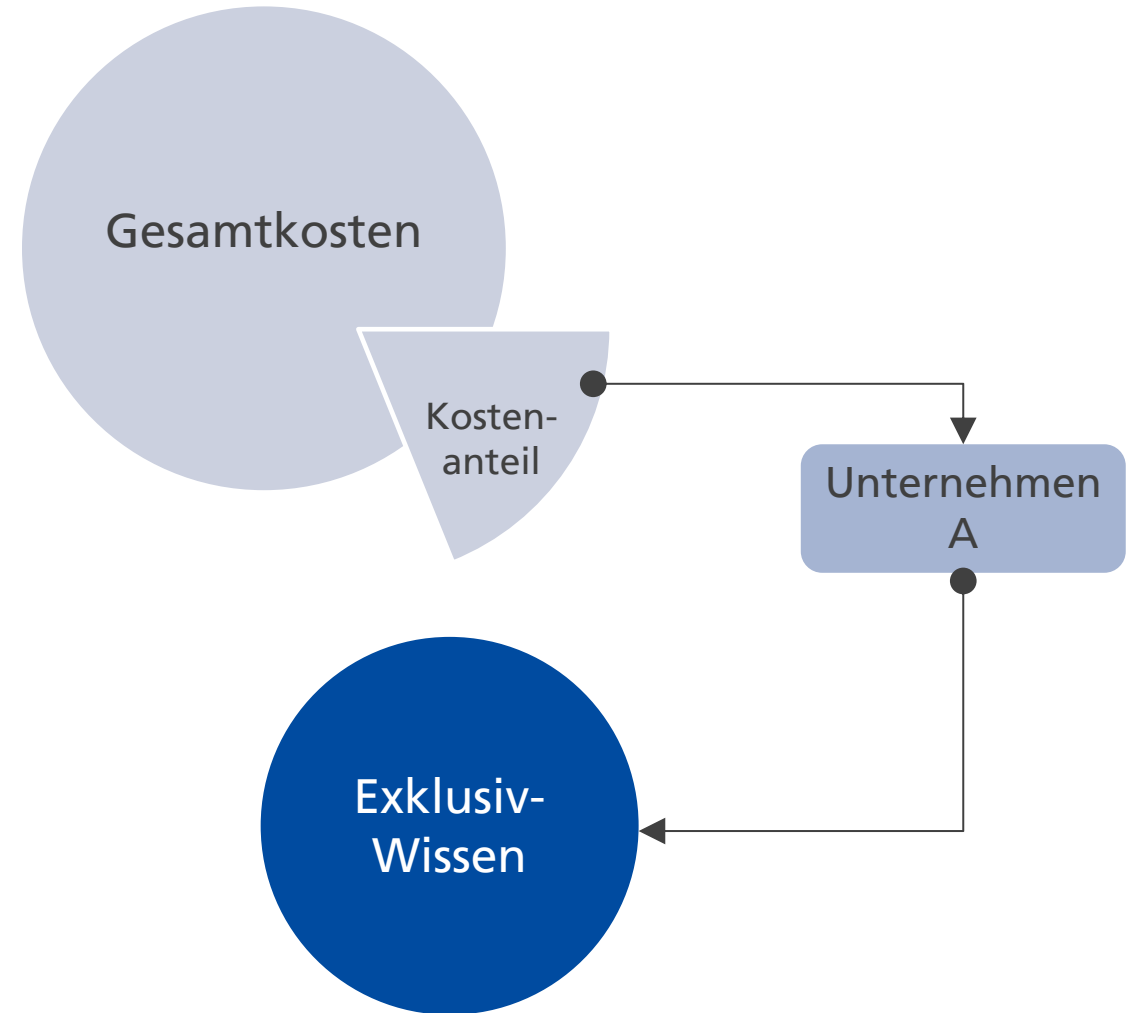 Gesamtkosten
Kosten-
anteil
Unternehmen
A
Exklusiv-
Wissen